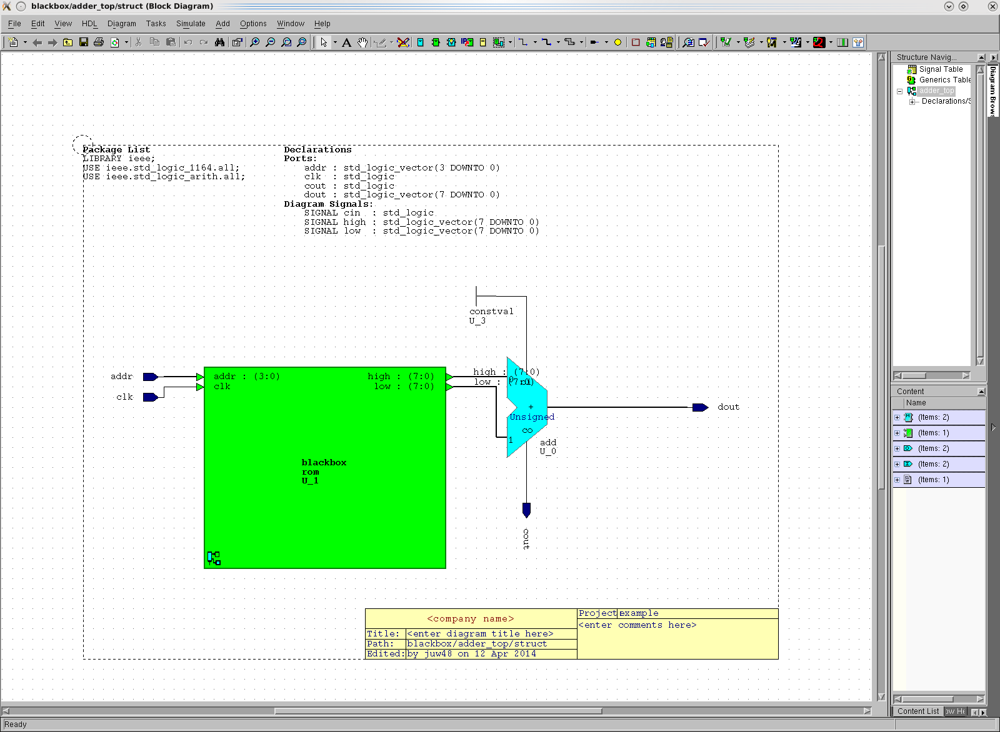 blackbox/adder_top/struct (Block Diagram)
File Edit View HDL Diagram Tasks Simulate Add Options Window Help
Structure Navig...
Signal Table
Generics Table
adder_top
Declarations/S
Diagram Brows
Package List
LIBRARY ieee;
USE ieee.std_logic_1164.all;
USE ieee.std_logic_arith.all;
Declarations
Ports:
addr : std_logic_vector(3 DOWNTO 0)
clk : std_logic
cout : std_logic
dout : std_logic_vector(7 DOWNTO 0)
Diagram Signals:
SIGNAL cin : std_logic
SIGNAL high : std_logic_vector(7 DOWNTO 0)
SIGNAL low : std_logic_vector(7 DOWNTO 0)
constval
U_3
addr
clk
addr : (3:0)
clk
high : (7:0)
low : (7:0)
high : (7:0)
low : (7:0)
+
Unsigned
co
1
add
U_0
dout
cout
blackbox
rom
U_1
<company name>
Title: <enter diagram title here>
Path: blackbox/adder_top/struct
Edited: by juw48 on 12 Apr 2014
Project example
<enter comments here>
Content
Name
(Items: 2)
(Items: 1)
(Items: 2)
(Items: 2)
(Items: 1)
Content List
Ready